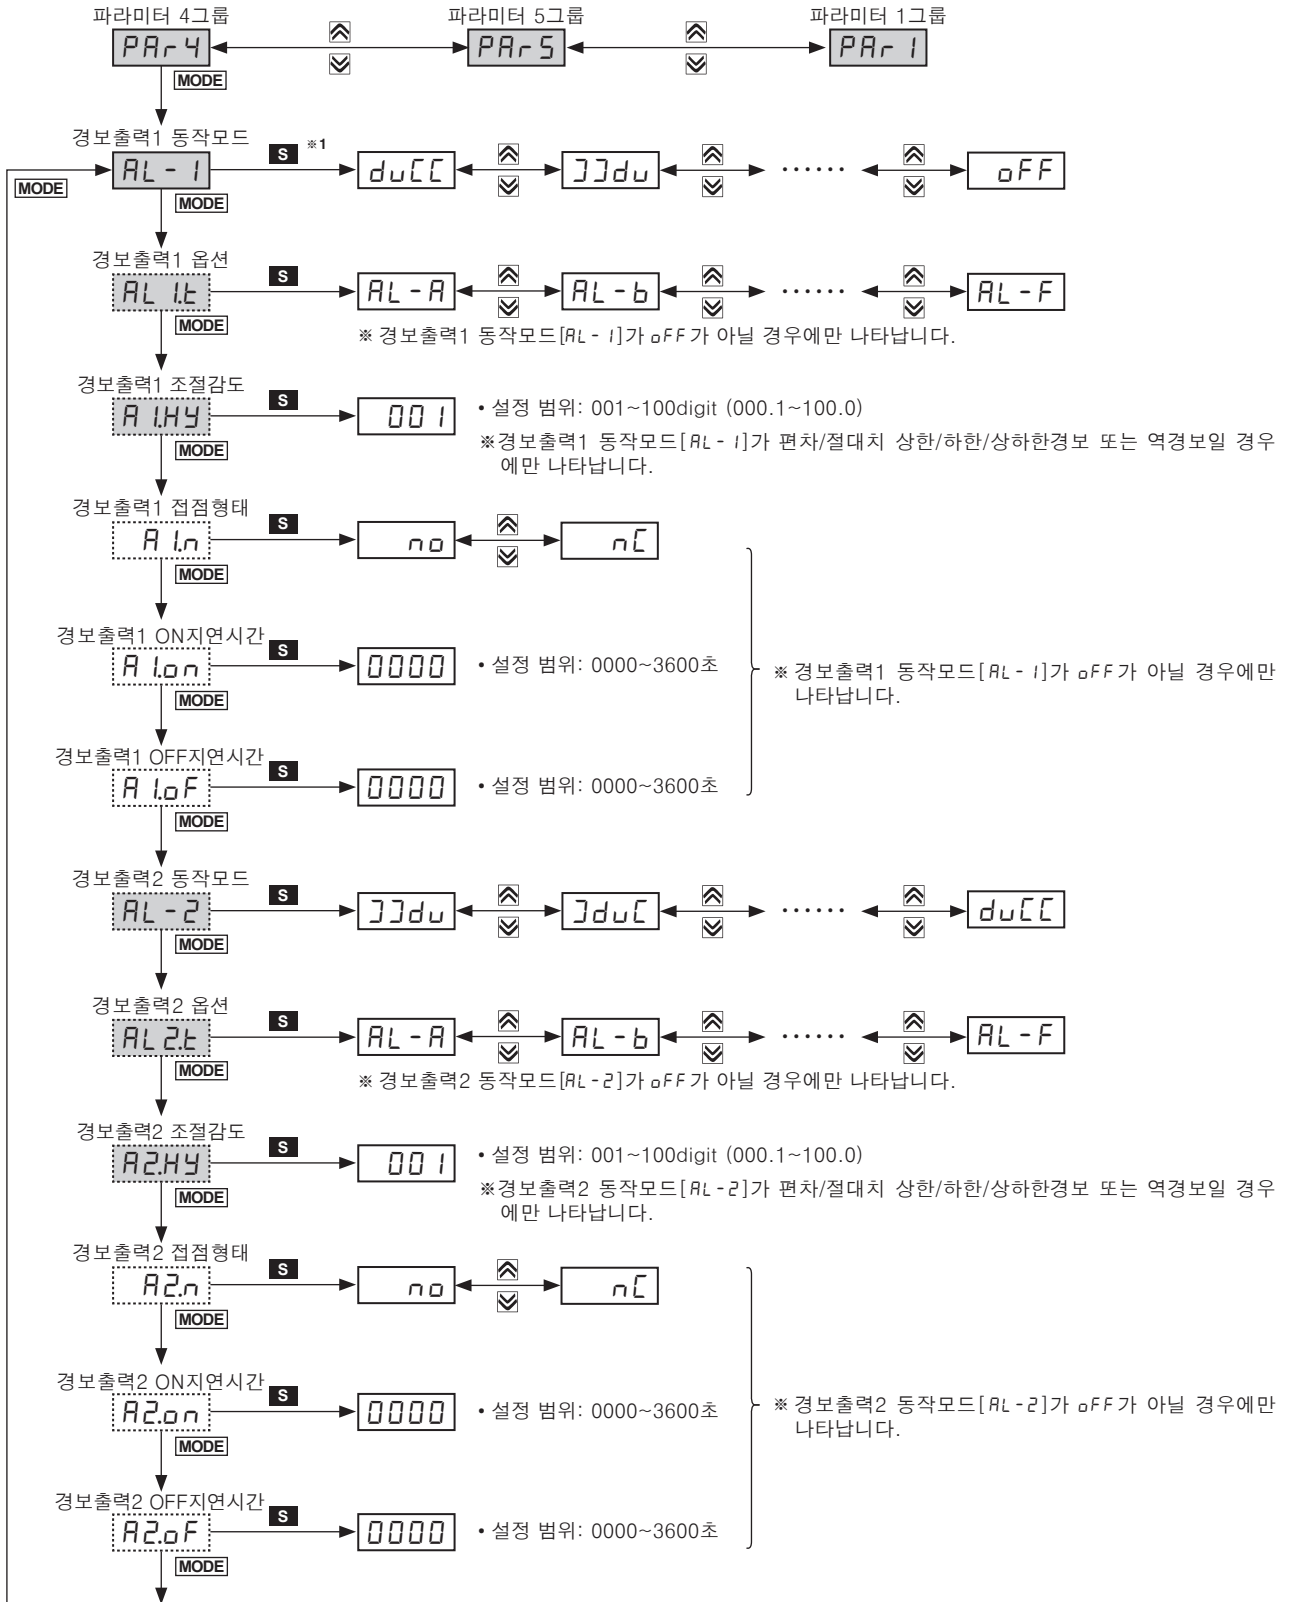 파라미터 4그룹 파라미터 5그룹 파라미터 1그룹
PAr4 PAr5 PAr1
MODE
경보출력1 동작모드
MODE AL-1 S ※1 duCC ]]du ······ oFF
MODE
경보출력1 옵션
AL1.t S AL-A AL-b ······ AL-F
MODE
※ 경보출력1 동작모드[AL-1]가 oFF가 아닐 경우에만 나타납니다.
경보출력1 조절감도
A1.HY S 001 • 설정 범위: 001~100digit (000.1~100.0)
MODE
※경보출력1 동작모드[AL-1]가 편차/절대치 상한/하한/상하한경보 또는 역경보일 경우
에만 나타납니다.
경보출력1 접점형태
A1.n S no nC
MODE
경보출력1 ON지연시간
A1.on S 0000 • 설정 범위: 0000~3600초
MODE
※ 경보출력1 동작모드[AL-1]가 oFF가 아닐 경우에만
나타납니다.
경보출력1 OFF지연시간
A1.oF S 0000 • 설정 범위: 0000~3600초
MODE
경보출력2 동작모드
AL-2 S ]]du ]duC ······ duCC
MODE
경보출력2 옵션
AL2.t S AL-A AL-b ······ AL-F
MODE
※ 경보출력2 동작모드[AL-2]가 oFF가 아닐 경우에만 나타납니다.
경보출력2 조절감도
A2.HY S 001 • 설정 범위: 001~100digit (000.1~100.0)
MODE
※경보출력2 동작모드[AL-2]가 편차/절대치 상한/하한/상하한경보 또는 역경보일 경우
에만 나타납니다.
경보출력2 접점형태
A2.n S no nC
MODE
경보출력2 ON지연시간
A2.on S 0000 • 설정 범위: 0000~3600초
MODE
※ 경보출력2 동작모드[AL-2]가 oFF가 아닐 경우에만
나타납니다.
경보출력2 OFF지연시간
A2.oF S 0000 • 설정 범위: 0000~3600초
MODE